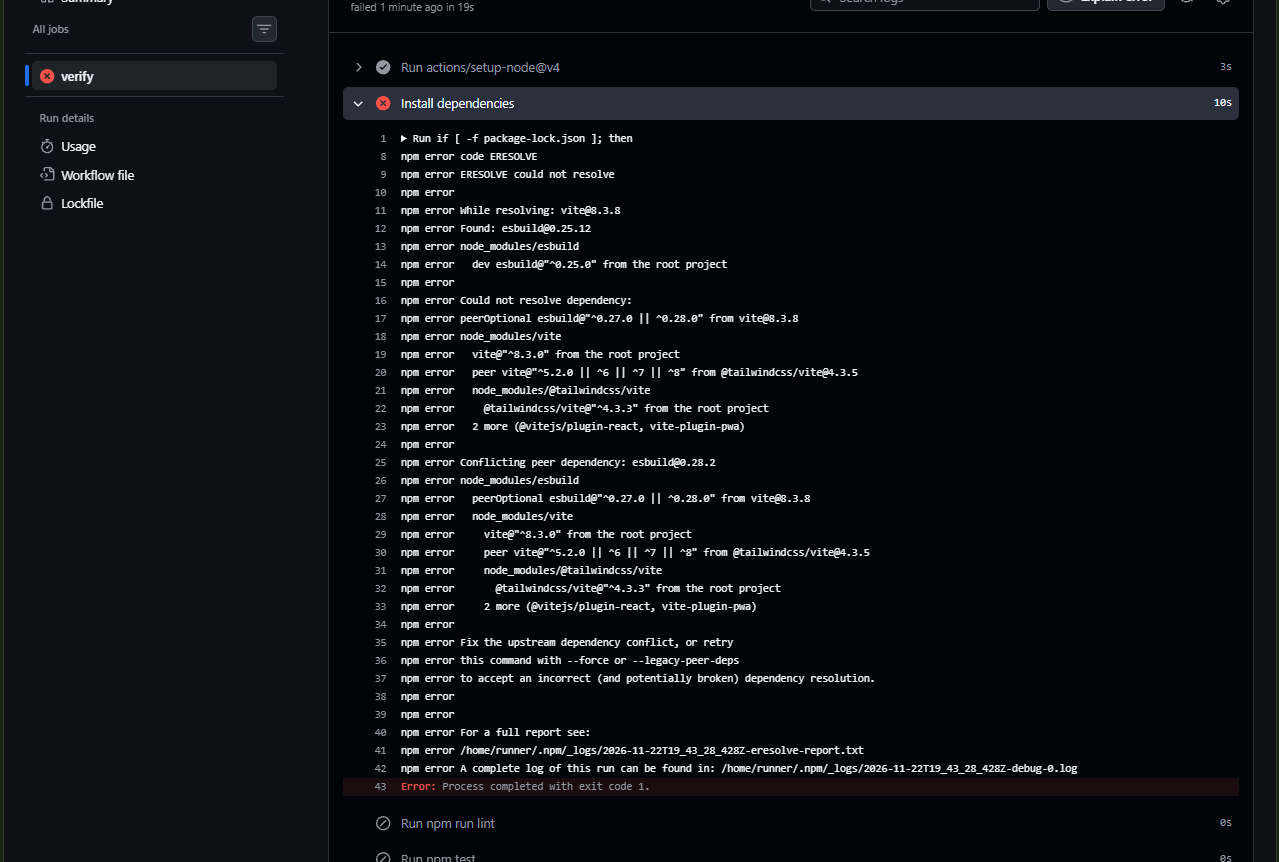 Summary
All jobs
verify
Run details
Usage
Workflow file
Lockfile
failed 1 minute ago in 19s
Search logs
Explain error
Run actions/setup-node@v4 3s
Install dependencies 10s
1 Run if [ -f package-lock.json ]; then
8 npm error code ERESOLVE
9 npm error ERESOLVE could not resolve
10 npm error
11 npm error While resolving: vite@8.3.8
12 npm error Found: esbuild@0.25.12
13 npm error node_modules/esbuild
14 npm error   dev esbuild@"^0.25.0" from the root project
15 npm error
16 npm error Could not resolve dependency:
17 npm error peerOptional esbuild@"^0.27.0 || ^0.28.0" from vite@8.3.8
18 npm error node_modules/vite
19 npm error   vite@"^8.3.0" from the root project
20 npm error   peer vite@"^5.2.0 || ^6 || ^7 || ^8" from @tailwindcss/vite@4.3.5
21 npm error   node_modules/@tailwindcss/vite
22 npm error     @tailwindcss/vite@"^4.3.3" from the root project
23 npm error   2 more (@vitejs/plugin-react, vite-plugin-pwa)
24 npm error
25 npm error Conflicting peer dependency: esbuild@0.28.2
26 npm error node_modules/esbuild
27 npm error   peerOptional esbuild@"^0.27.0 || ^0.28.0" from vite@8.3.8
28 npm error   node_modules/vite
29 npm error     vite@"^8.3.0" from the root project
30 npm error     peer vite@"^5.2.0 || ^6 || ^7 || ^8" from @tailwindcss/vite@4.3.5
31 npm error     node_modules/@tailwindcss/vite
32 npm error       @tailwindcss/vite@"^4.3.3" from the root project
33 npm error     2 more (@vitejs/plugin-react, vite-plugin-pwa)
34 npm error
35 npm error Fix the upstream dependency conflict, or retry
36 npm error this command with --force or --legacy-peer-deps
37 npm error to accept an incorrect (and potentially broken) dependency resolution.
38 npm error
39 npm error
40 npm error For a full report see:
41 npm error /home/runner/.npm/_logs/2026-11-22T19_43_28_428Z-eresolve-report.txt
42 npm error A complete log of this run can be found in: /home/runner/.npm/_logs/2026-11-22T19_43_28_428Z-debug-0.log
43 Error: Process completed with exit code 1.
Run npm run lint 0s
Run npm test 0s